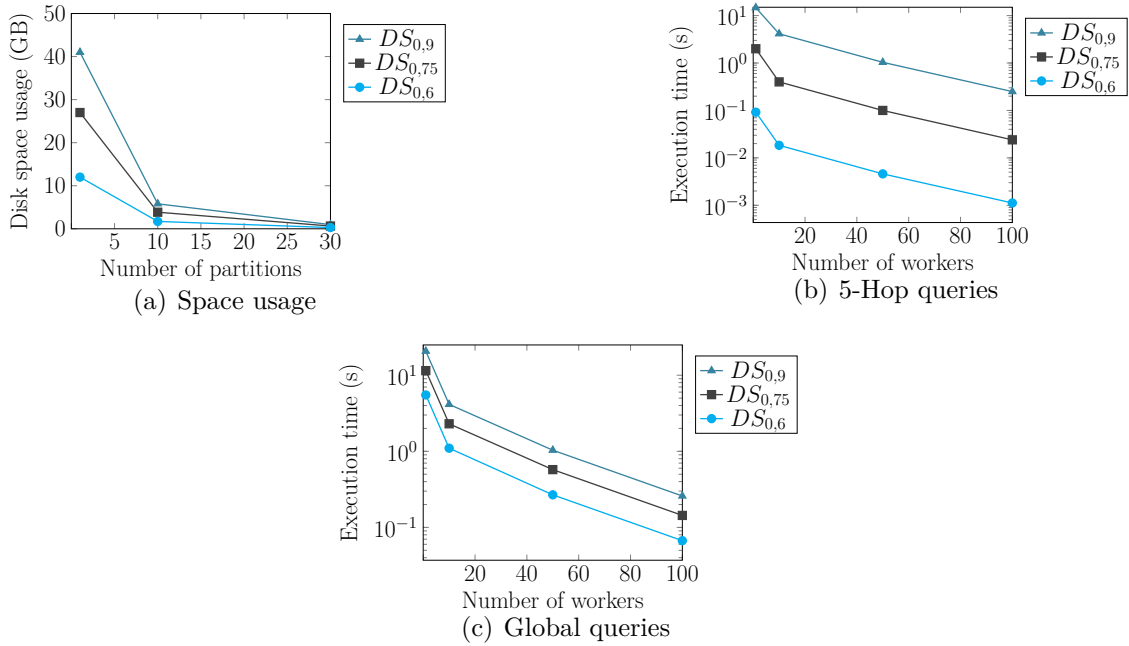 Disk space usage (GB)
50
40
30
20
10
0
5 10 15 20 25 30
Number of partitions
DS0,9
DS0,75
DS0,6
(a) Space usage
Execution time (s)
10^1
10^0
10^−1
10^−2
10^−3
20 40 60 80 100
Number of workers
DS0,9
DS0,75
DS0,6
(b) 5-Hop queries
Execution time (s)
10^1
10^0
10^−1
20 40 60 80 100
Number of workers
DS0,9
DS0,75
DS0,6
(c) Global queries